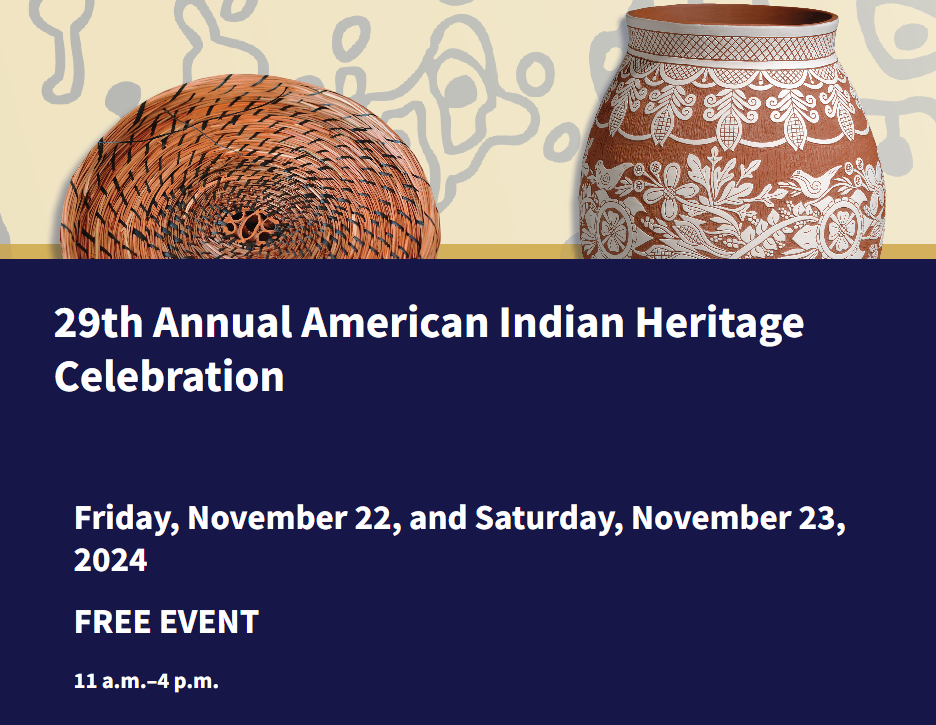 29th Annual American Indian Heritage
Celebration
Friday, November 22, and Saturday, November 23,
2024
FREE EVENT
11 a.m.–4 p.m.